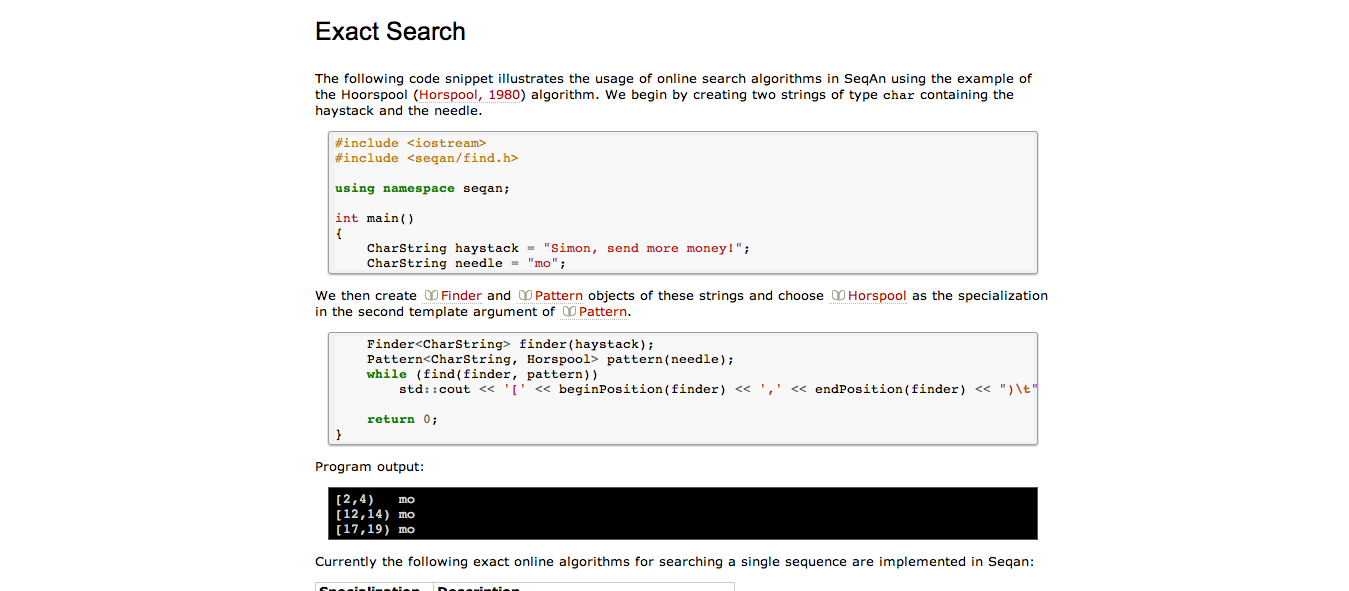 Exact Search
The following code snippet illustrates the usage of online search algorithms in SeqAn using the example of
the Hoorspool (Horspool, 1980) algorithm. We begin by creating two strings of type char containing the
haystack and the needle.
#include <iostream>
#include <seqan/find.h>
using namespace seqan;
int main()
{
    CharString haystack = "Simon, send more money!";
    CharString needle = "mo";
We then create Finder and Pattern objects of these strings and choose Horspool as the specialization
in the second template argument of Pattern.
    Finder<CharString> finder(haystack);
    Pattern<CharString, Horspool> pattern(needle);
    while (find(finder, pattern))
        std::cout << '[' << beginPosition(finder) << ',' << endPosition(finder) << ")\t"
    return 0;
}
Program output:
[2,4)   mo
[12,14) mo
[17,19) mo
Currently the following exact online algorithms for searching a single sequence are implemented in Seqan:
Specialization Description